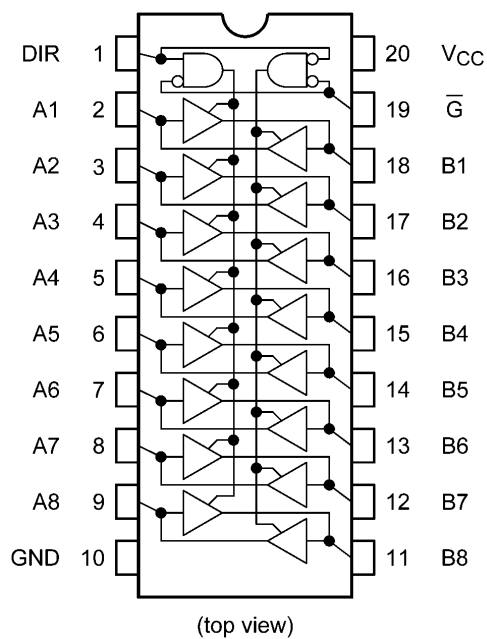 DIR 1 20 VCC
A1 2 19 G̅
A2 3 18 B1
A3 4 17 B2
A4 5 16 B3
A5 6 15 B4
A6 7 14 B5
A7 8 13 B6
A8 9 12 B7
GND 10 11 B8
(top view)